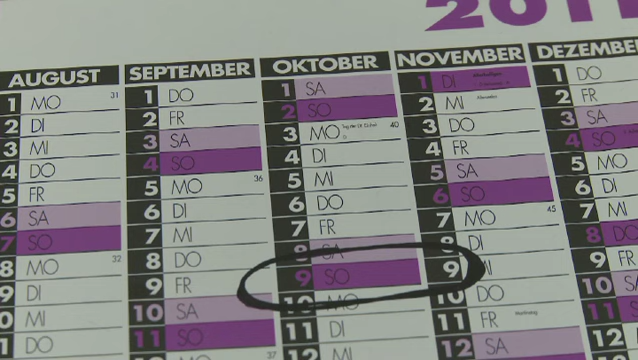 2011
AUGUST SEPTEMBER OKTOBER NOVEMBER DEZEMBER
1 MO 31 1 DO 1 SA 1 DI 1 DO
2 DI 2 FR 2 SO 2 MI 2 FR
3 MI 3 SA 3 MO 40 3 DO 3 SA
4 DO 4 SO 4 DI 4 FR 4 SO
5 FR 5 MO 36 5 MI 5 SA 5 MO
6 SA 6 DI 6 DO 6 SO 6 DI
7 SO 7 MI 7 FR 7 MO 45 7 MI
8 MO 32 8 DO 8 SA 8 DI 8 DO
9 DI 9 FR 9 SO 9 MI 9 FR
10 MI 10 SA 10 MO 10 DO 10 SA
11 DO 11 SO 11 DI 11 FR 11 SO
12 MO 37 12 MI 12 SA 12